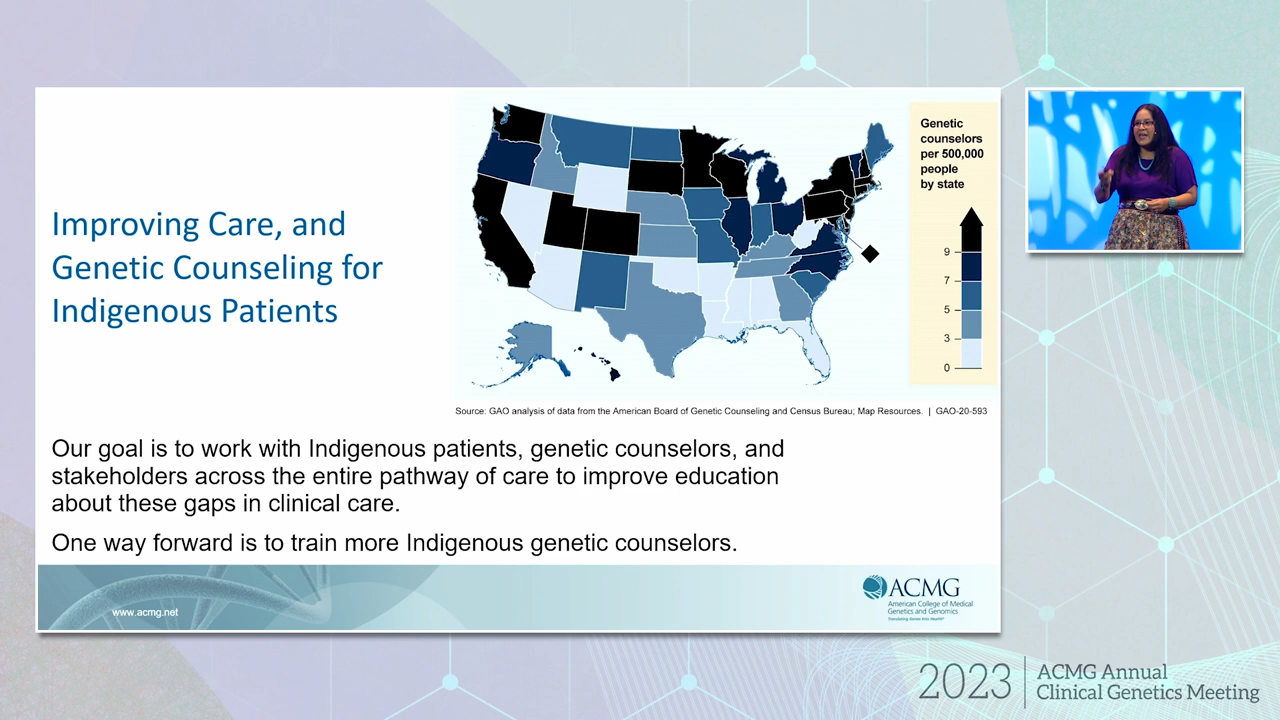 Improving Care, and
Genetic Counseling for
Indigenous Patients
Genetic
counselors
per 500,000
people
by state
9
7
5
3
0
Source: GAO analysis of data from the American Board of Genetic Counseling and Census Bureau; Map Resources. | GAO-20-593
Our goal is to work with Indigenous patients, genetic counselors, and
stakeholders across the entire pathway of care to improve education
about these gaps in clinical care.
One way forward is to train more Indigenous genetic counselors.
www.acmg.net
ACMG
American College of Medical
Genetics and Genomics
Translating Genes Into Health®
2023
ACMG Annual
Clinical Genetics Meeting